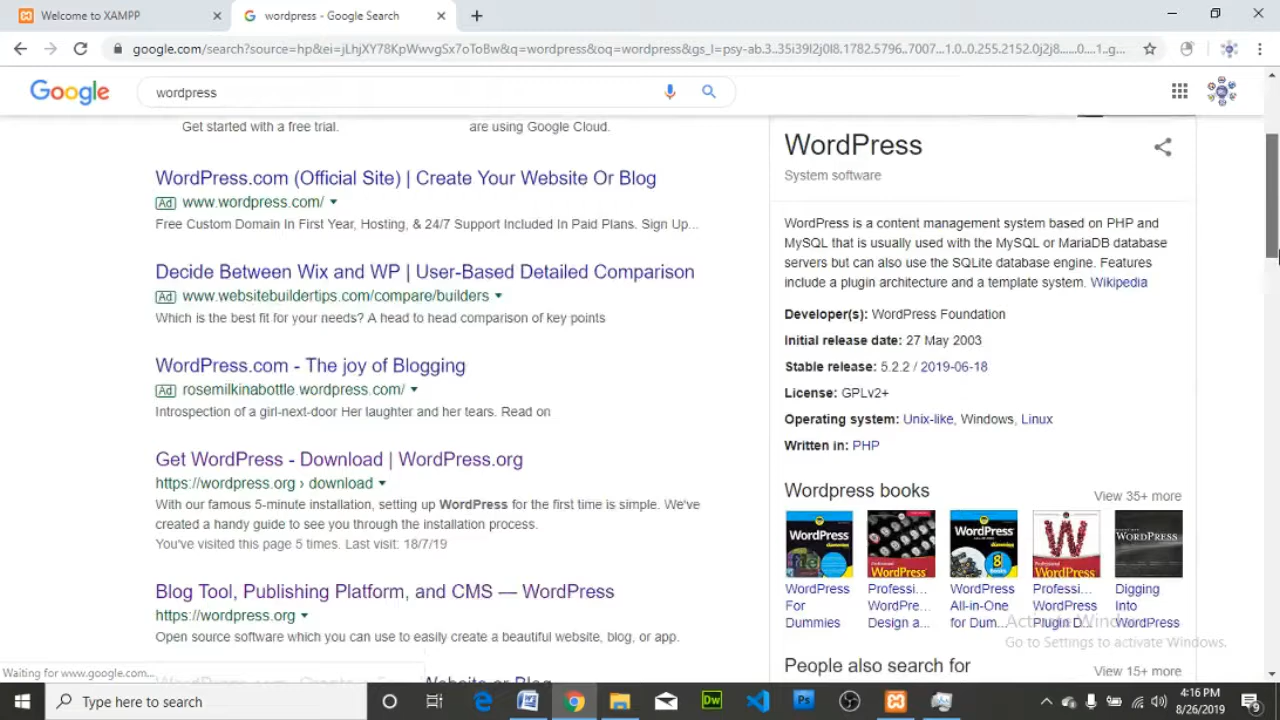 Welcome to XAMPP
wordpress - Google Search
google.com/search?source=hp&ei=jLHjXY78KpWwvgSx7oToBw&q=wordpress&oq=wordpress&gs_l=psy-ab.3..35i39l2j0l8.1782.5796..7007...1.0..0.255.2152.0j2j8......0....1..g...
Google
wordpress
Get started with a free trial.
are using Google Cloud.
WordPress.com (Official Site) | Create Your Website Or Blog
Ad www.wordpress.com/
Free Custom Domain In First Year, Hosting, & 24/7 Support Included In Paid Plans. Sign Up...
Decide Between Wix and WP | User-Based Detailed Comparison
Ad www.websitebuildertips.com/compare/builders
Which is the best fit for your needs? A head to head comparison of key points
WordPress.com - The joy of Blogging
Ad rosemilkinabottle.wordpress.com/
Introspection of a girl-next-door Her laughter and her tears. Read on
Get WordPress - Download | WordPress.org
https://wordpress.org › download
With our famous 5-minute installation, setting up WordPress for the first time is simple. We've
created a handy guide to see you through the installation process.
You've visited this page 5 times. Last visit: 18/7/19
Blog Tool, Publishing Platform, and CMS — WordPress
https://wordpress.org
Open source software which you can use to easily create a beautiful website, blog, or app.
Website or Blog
Waiting for www.google.com...
WordPress
System software
WordPress is a content management system based on PHP and
MySQL that is usually used with the MySQL or MariaDB database
servers but can also use the SQLite database engine. Features
include a plugin architecture and a template system. Wikipedia
Developer(s): WordPress Foundation
Initial release date: 27 May 2003
Stable release: 5.2.2 / 2019-06-18
License: GPLv2+
Operating system: Unix-like, Windows, Linux
Written in: PHP
Wordpress books
View 35+ more
WordPress
WordPress
WordPress
WordPress
WORDPRESS
WordPress For Dummies
Professi... WordPre... Design a...
WordPress All-in-One for Dum...
Professi... WordPress Plugin D...
Digging Into WordPress
Activate Windows
Go to Settings to activate Windows.
People also search for
View 15+ more
Type here to search
4:16 PM
8/26/2019